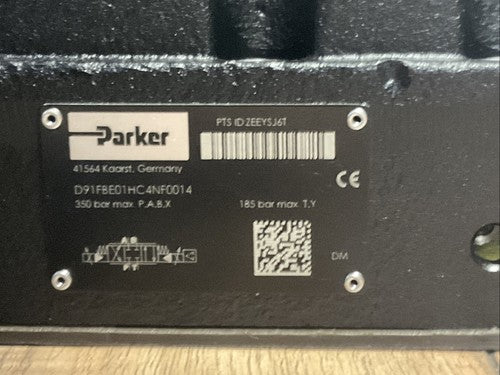 Parker
PTS ID ZEEYSJ6T
41564 Kaarst, Germany
CE
D91FBE01HC4NF0014
350 bar max. P,A,B,X
185 bar max. T,Y
A B
P T
DM